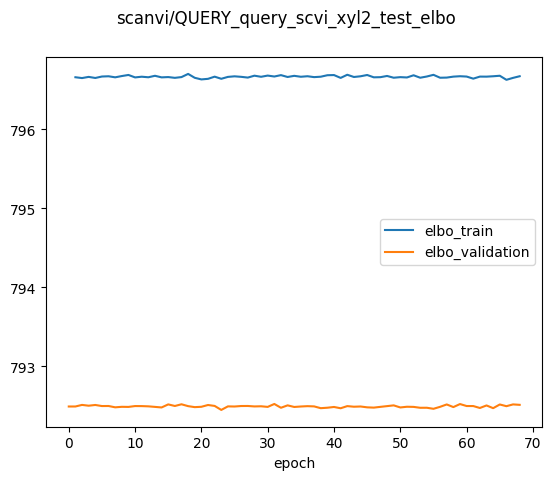 scanvi/QUERY_query_scvi_xyl2_test_elbo
796
795
794
793
elbo_train
elbo_validation
0 10 20 30 40 50 60 70
epoch